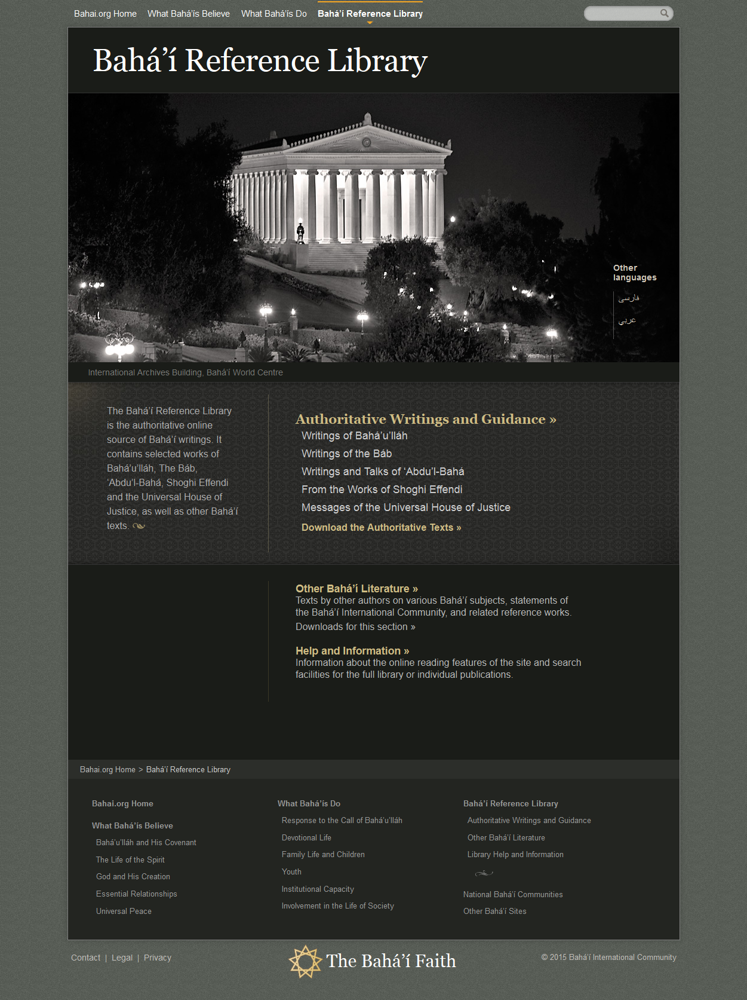 Bahai.org Home What Bahá’ís Believe What Bahá’ís Do Bahá’í Reference Library
Bahá’í Reference Library
Other
languages
فارسی
عربي
International Archives Building, Bahá’í World Centre
The Bahá’í Reference Library
is the authoritative online
source of Bahá’í writings. It
contains selected works of
Bahá’u’lláh, The Báb,
‘Abdu’l-Bahá, Shoghi Effendi
and the Universal House of
Justice, as well as other Bahá’í
texts.
Authoritative Writings and Guidance »
Writings of Bahá’u’lláh
Writings of the Báb
Writings and Talks of ‘Abdu’l-Bahá
From the Works of Shoghi Effendi
Messages of the Universal House of Justice
Download the Authoritative Texts »
Other Bahá’í Literature »
Texts by other authors on various Bahá’í subjects, statements of
the Bahá’í International Community, and related reference works.
Downloads for this section »
Help and Information »
Information about the online reading features of the site and search
facilities for the full library or individual publications.
Bahai.org Home > Bahá’í Reference Library
Bahai.org Home
What Bahá’ís Believe
Bahá’u’lláh and His Covenant
The Life of the Spirit
God and His Creation
Essential Relationships
Universal Peace
What Bahá’ís Do
Response to the Call of Bahá’u’lláh
Devotional Life
Family Life and Children
Youth
Institutional Capacity
Involvement in the Life of Society
Bahá’í Reference Library
Authoritative Writings and Guidance
Other Bahá’í Literature
Library Help and Information
National Bahá’í Communities
Other Bahá’í Sites
Contact | Legal | Privacy
The Bahá’í Faith
© 2015 Bahá’í International Community